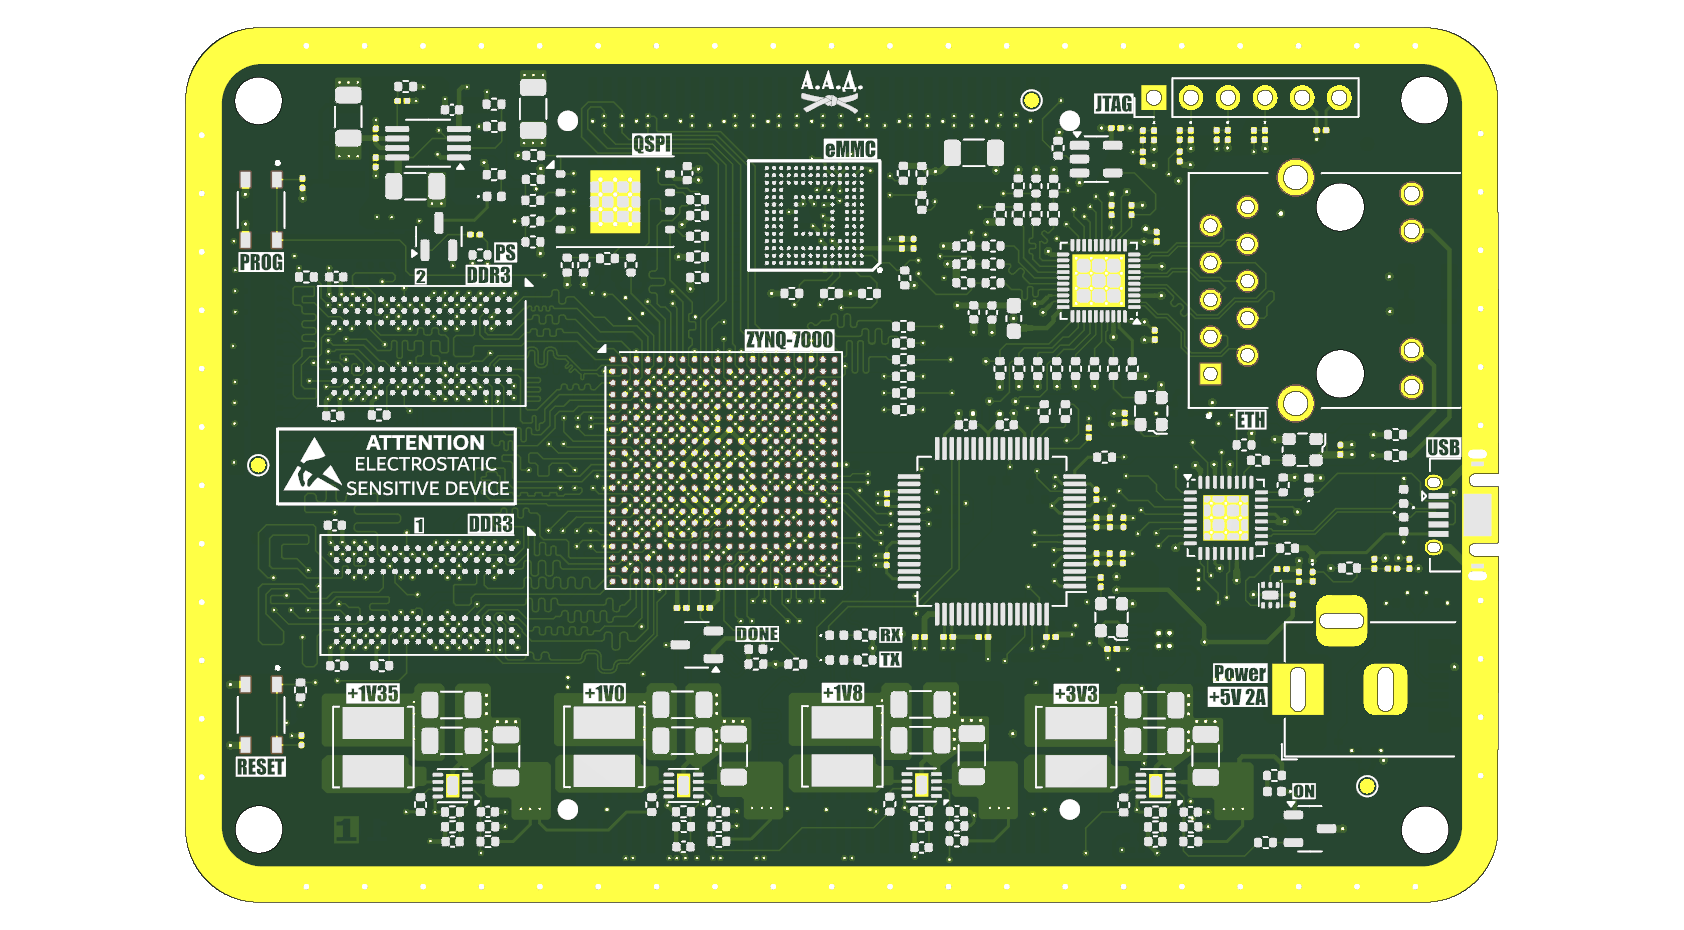 А.А.Д.
JTAG
QSPI
eMMC
PROG
PS
2
DDR3
ZYNQ-7000
ETH
USB
ATTENTION
ELECTROSTATIC
SENSITIVE DEVICE
1
DDR3
DONE
RX
TX
Power
+5V 2A
+1V35
+1V0
+1V8
+3V3
RESET
ON
1